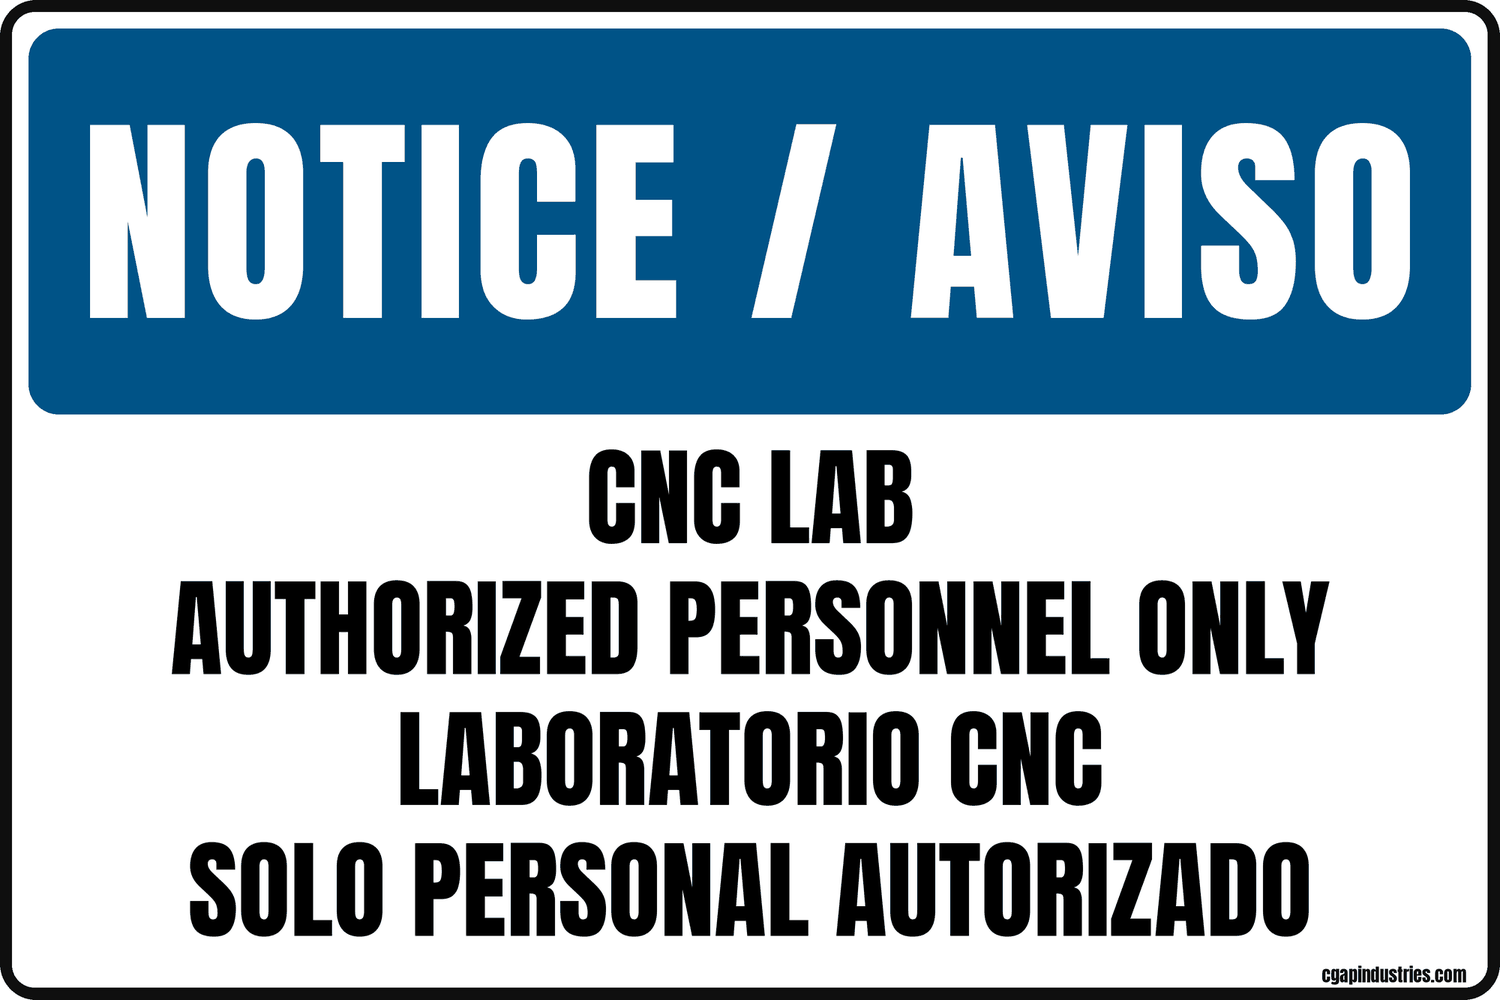 NOTICE / AVISO
CNC LAB
AUTHORIZED PERSONNEL ONLY
LABORATORIO CNC
SOLO PERSONAL AUTORIZADO
cgapindustries.com